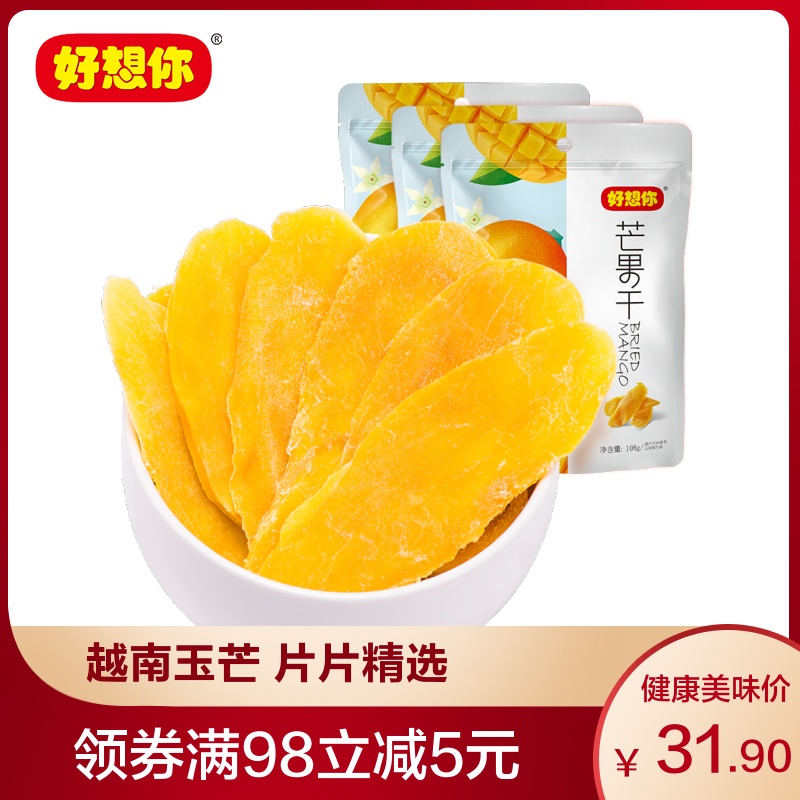 好想你®
好想你®
芒果干
BRIED
MANGO
净含量: 108g/
越南玉芒 片片精选
领券满98立减5元
健康美味价
¥ 31.90